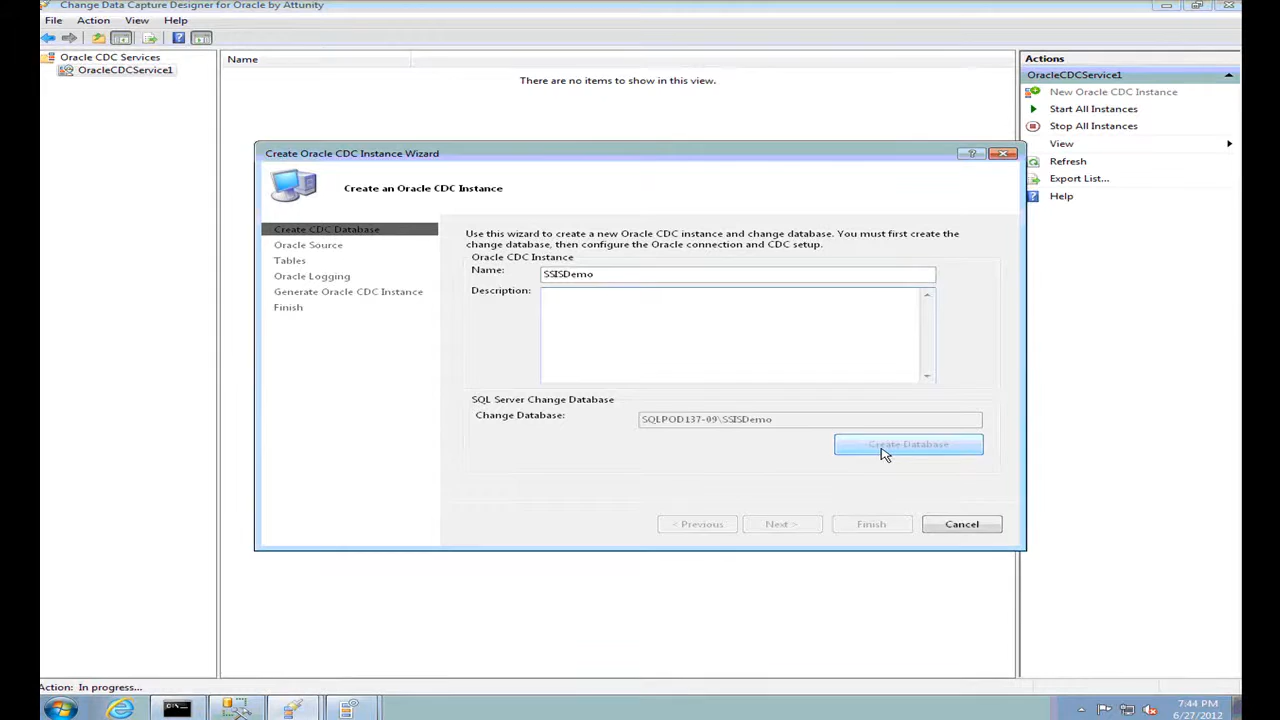 Change Data Capture Designer for Oracle by Attunity
File Action View Help
Oracle CDC Services
OracleCDCService1
Name
There are no items to show in this view.
Actions
OracleCDCService1
New Oracle CDC Instance
Start All Instances
Stop All Instances
View
Refresh
Export List...
Help
Create Oracle CDC Instance Wizard
Create an Oracle CDC Instance
Create CDC Database
Oracle Source
Tables
Oracle Logging
Generate Oracle CDC Instance
Finish
Use this wizard to create a new Oracle CDC instance and change database. You must first create the
change database, then configure the Oracle connection and CDC setup.
Oracle CDC Instance
Name: SSISDemo
Description:
SQL Server Change Database
Change Database: SQLPOD137-09\SSISDemo
Create Database
< Previous Next > Finish Cancel
Action: In progress...
7:44 PM
6/27/2012